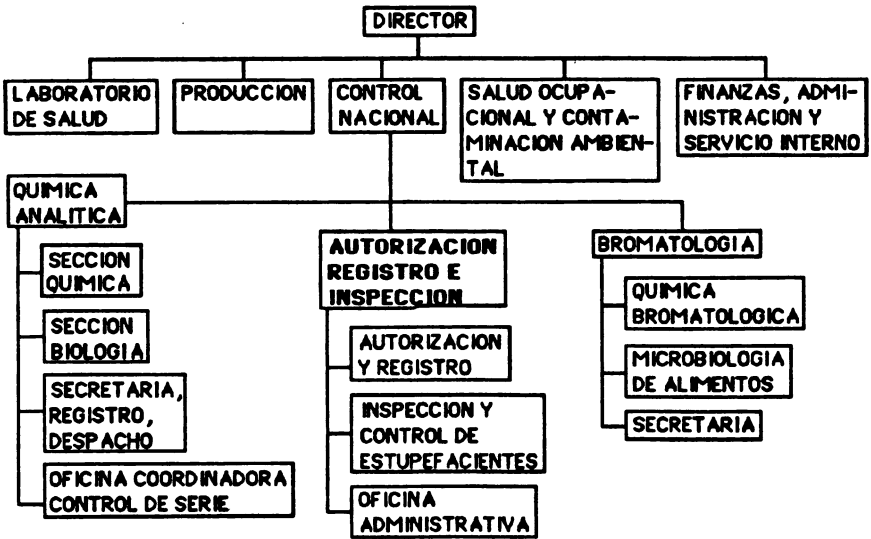 DIRECTOR
LABORATORIO
DE SALUD
PRODUCCION
CONTROL
NACIONAL
SALUD OCUPA-
CIONAL Y CONTA-
MINACION AMBIEN-
TAL
FINANZAS, ADMI-
NISTRACION Y
SERVICIO INTERNO
QUIMICA
ANALITICA
SECCION
QUIMICA
SECCION
BIOLOGIA
SECRETARIA,
REGISTRO,
DESPACHO
OFICINA COORDINADORA
CONTROL DE SERIE
AUTORIZACION
REGISTRO E
INSPECCION
AUTORIZACION
Y REGISTRO
INSPECCION Y
CONTROL DE
ESTUPEFACIENTES
OFICINA
ADMINISTRATIVA
BROMATOLOGIA
QUIMICA
BROMATOLOGICA
MICROBIOLOGIA
DE ALIMENTOS
SECRETARIA